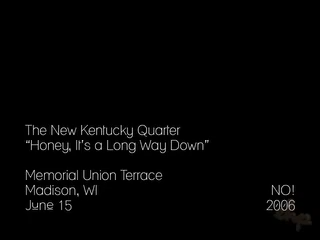 The New Kentucky Quarter
“Honey, It's a Long Way Down”
Memorial Union Terrace
Madison, WI
June 15
NO!
2006